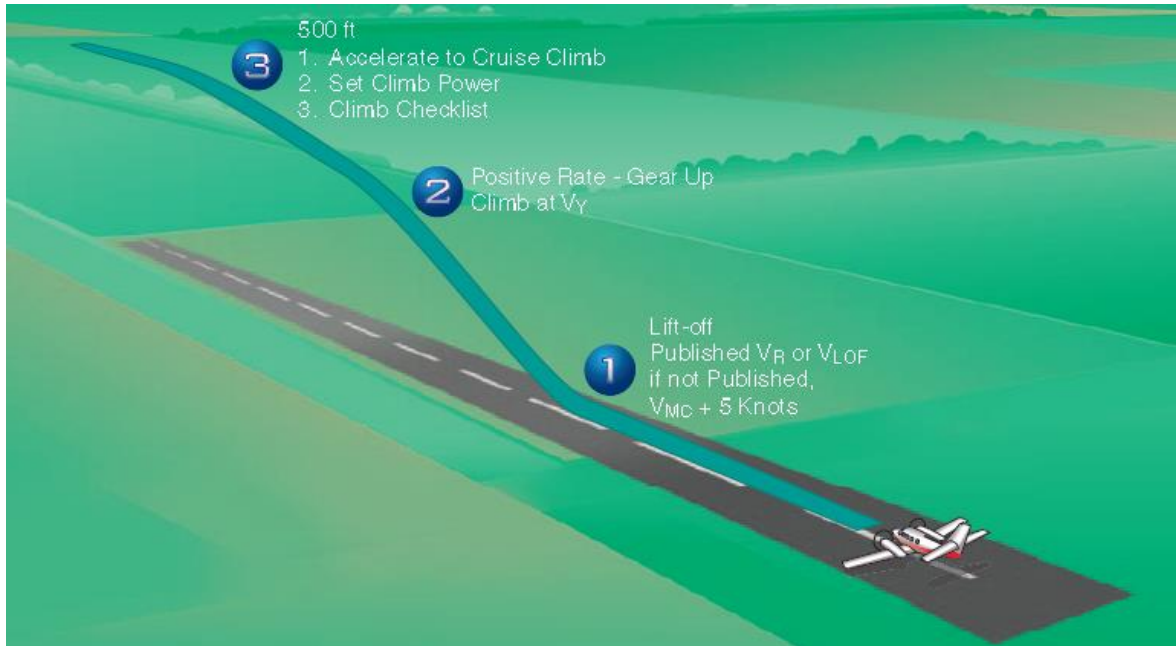 500 ft
3
1. Accelerate to Cruise Climb
2. Set Climb Power
3. Climb Checklist
2
Positive Rate - Gear Up
Climb at VY
Lift-off
1
Published VR or VLOF
if not Published,
VMC + 5 Knots